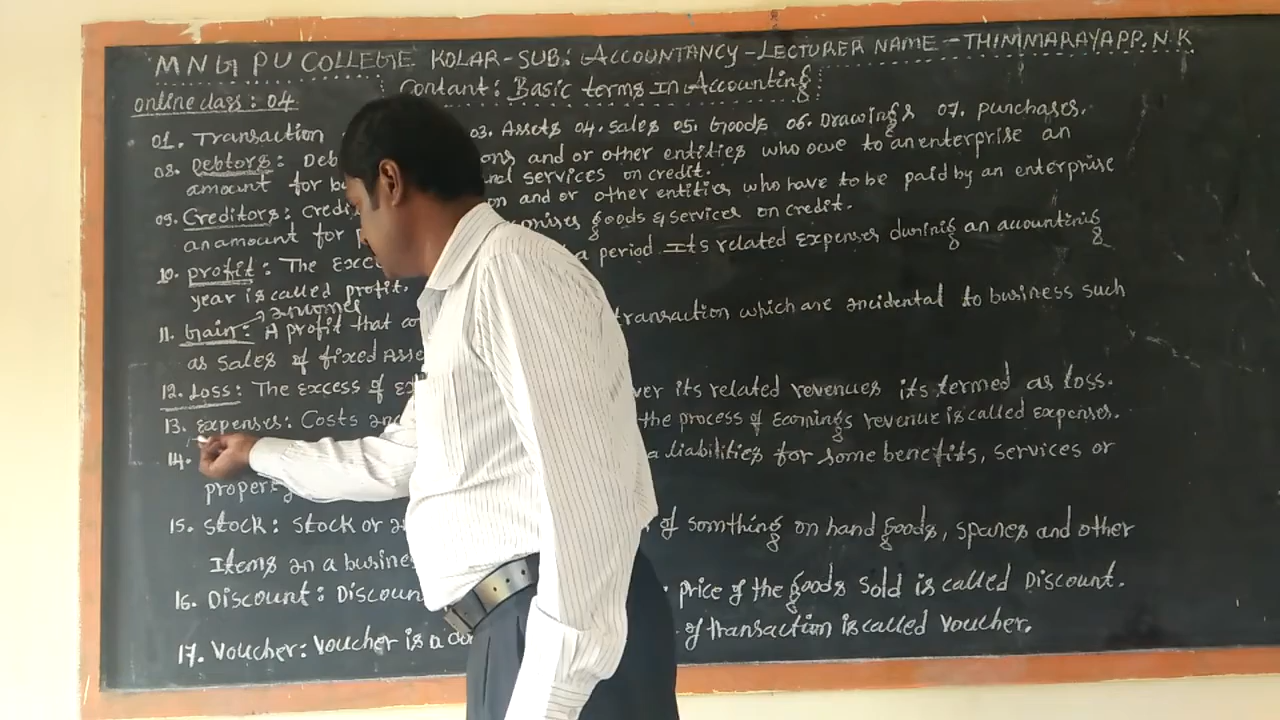 MNG PU COLLEGE KOLAR-SUB: ACCOUNTANCY-LECTURER NAME-THIMMARAYAPP.N.K
Contant: Basic terms In Accounting
online class: 04
01. Transaction 03. Assets 04. Sales 05. Goods 06. Drawings 07. purchases.
08. Debtors: Deb ons and or other entities who owe to an enterprise an
amount for services on credit.
09. Creditors: Credi on and or other entities who have to be paid by an enterprise
an amount for goods & services on credit.
10. profit: The Exce a period Its related Expenses during an accounting
year is called profit.
11. Gain: A profit that transaction which are incidental to business such
as sales of fixed Asse
12. Loss: The Excess of ver its related revenues its termed as loss.
13. Expenses: Costs the process of Earnings revenue is called expenses.
14. a liabilities for some benefits, services or
property
15. Stock: Stock or of somthing on hand goods, spares and other
Items in a busine
16. Discount: Discoun price of the goods sold is called Discount.
17. Voucher: Voucher is a do of transaction is called voucher.